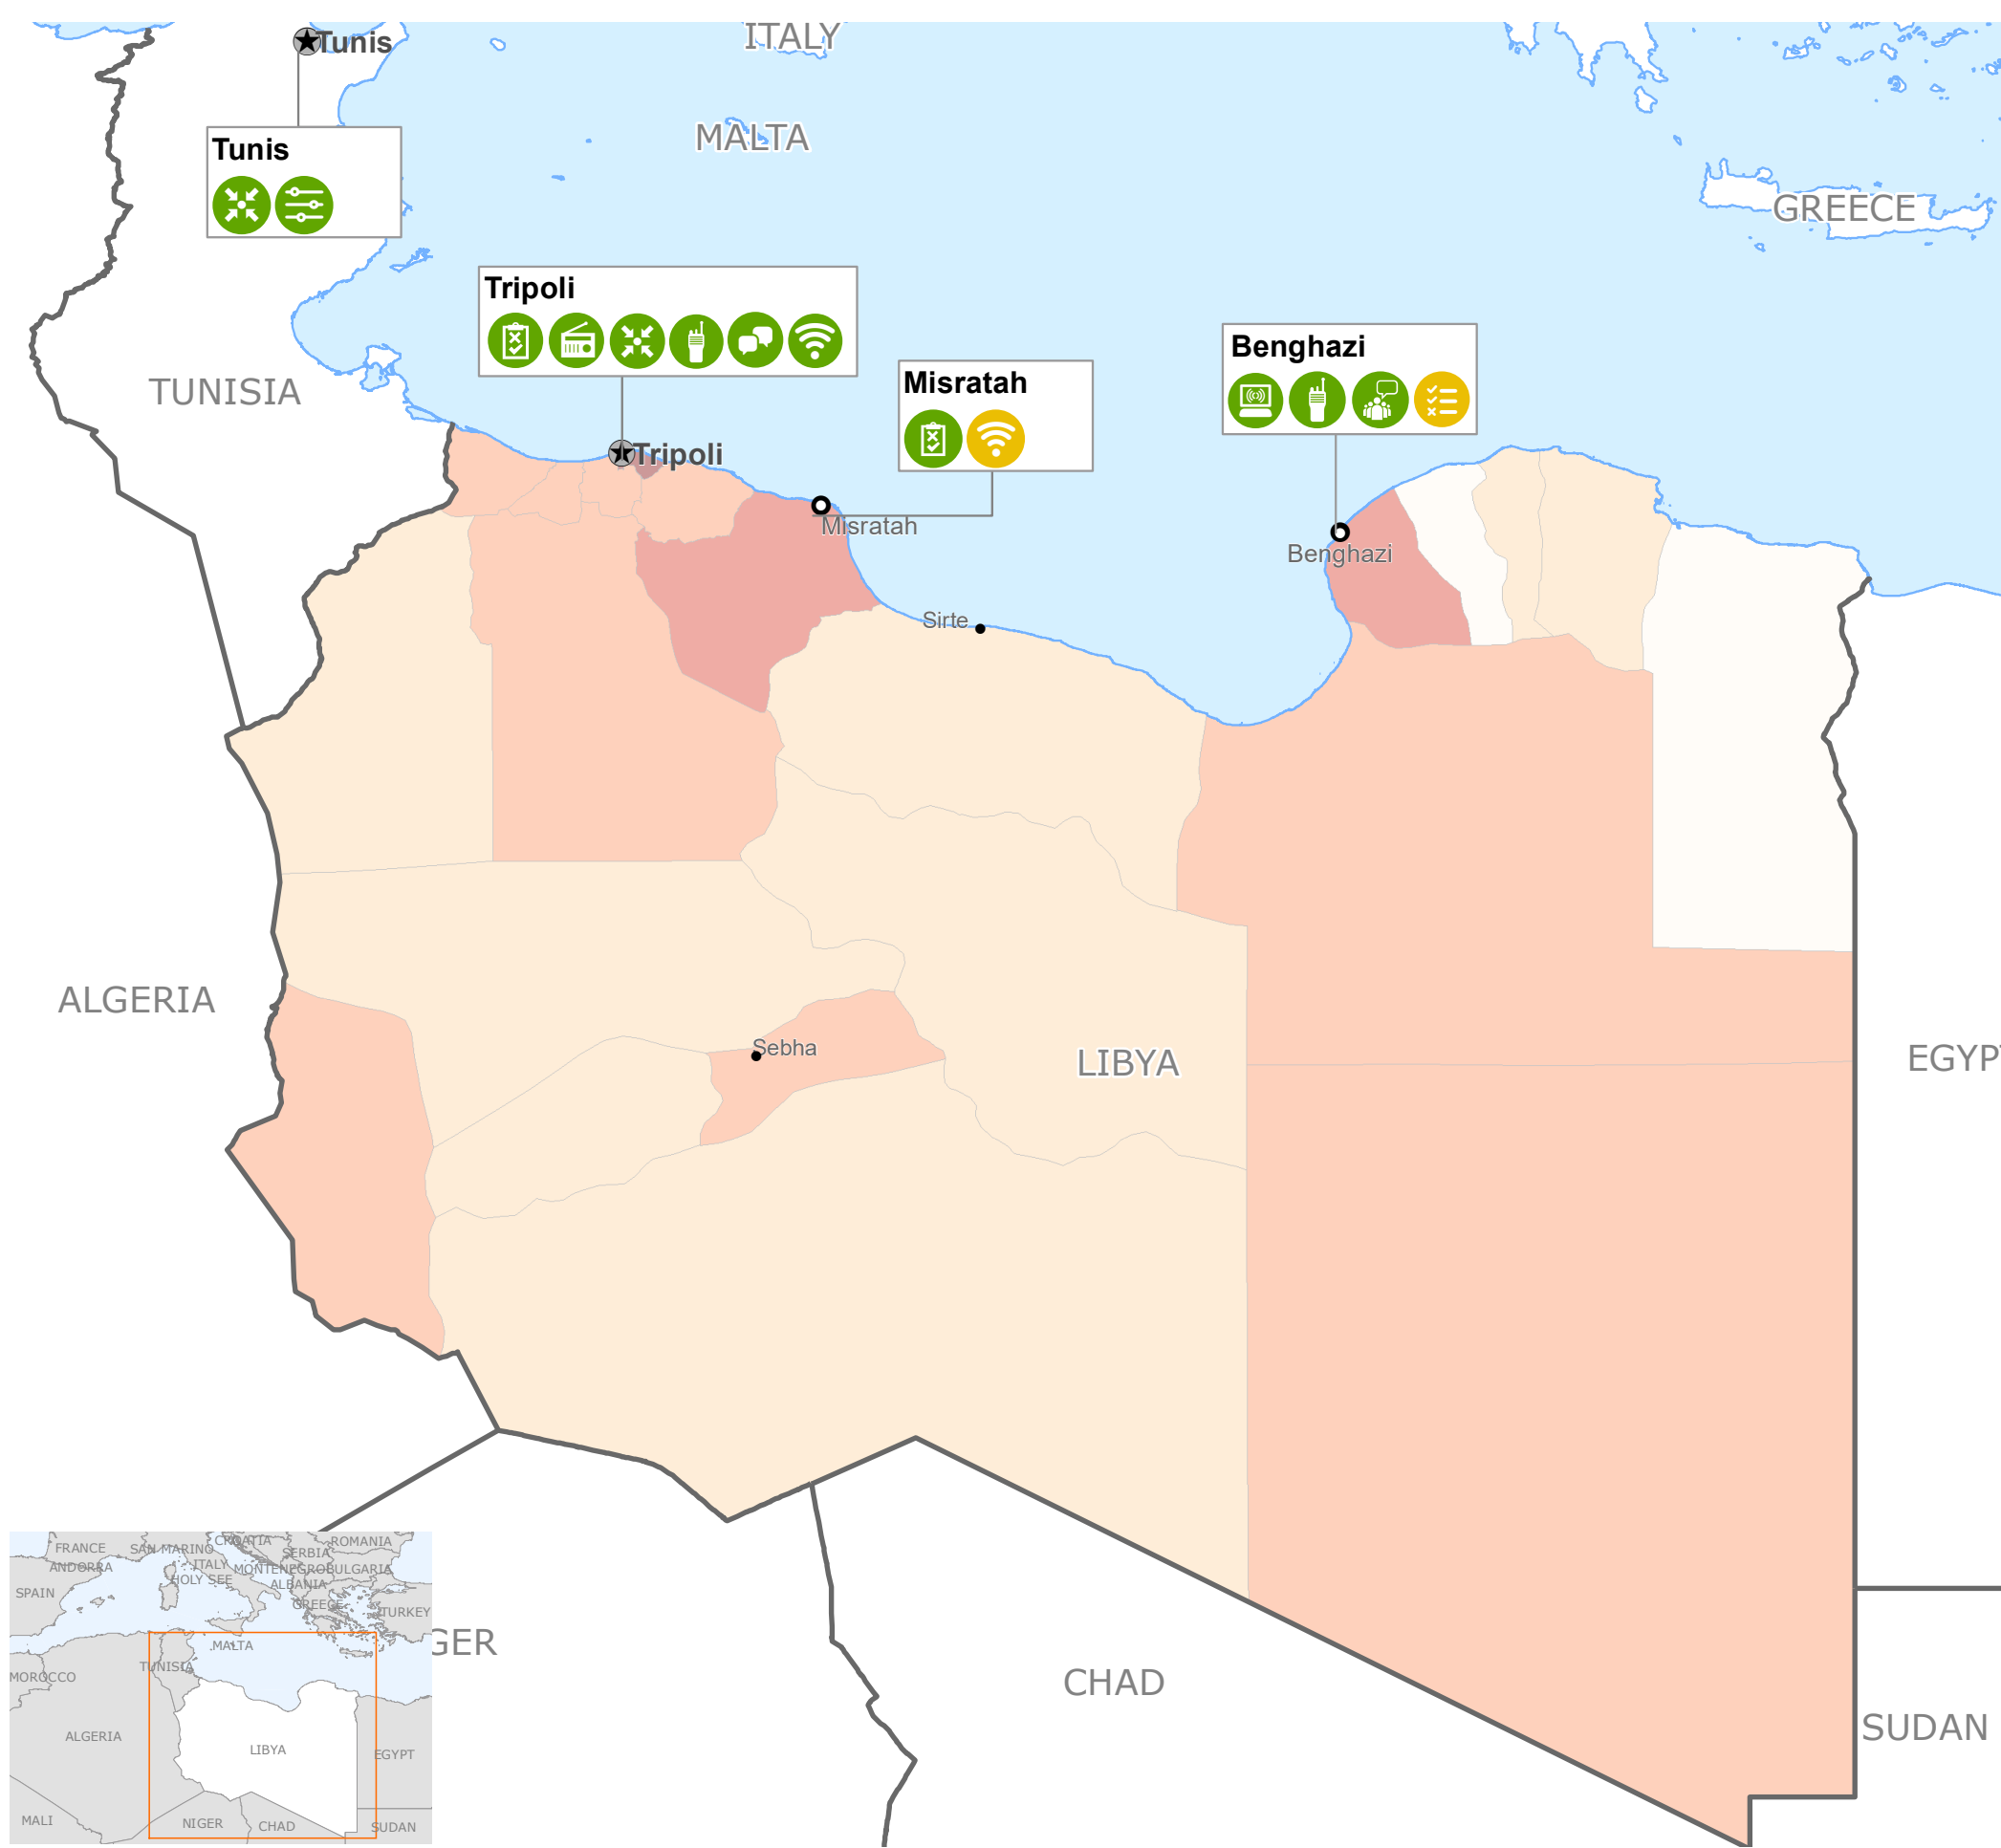 ITALY
Tunis
MALTA
Tunis
GREECE
Tripoli
Benghazi
Misratah
TUNISIA
Tripoli
Misratah
Benghazi
Sirte
ALGERIA
Sebha
LIBYA
EGYP
GER
CHAD
SUDAN
FRANCE
SAN MARINO
CROATIA
ROMANIA
SERBIA
ANDORRA
ITALY
MONTENEGRO
BULGARIA
HOLY SEE
ALBANIA
SPAIN
GREECE
TURKEY
MALTA
TUNISIA
MOROCCO
ALGERIA
LIBYA
EGYPT
MALI
NIGER
CHAD
SUDAN